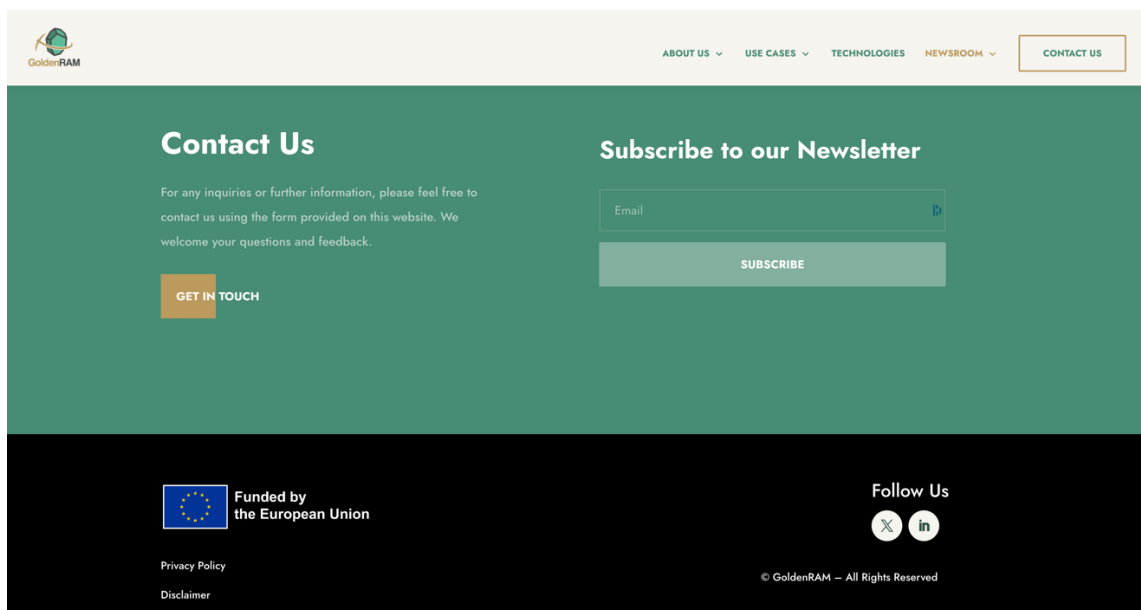 GoldenRAM
ABOUT US
USE CASES
TECHNOLOGIES
NEWSROOM
CONTACT US
Contact Us
For any inquiries or further information, please feel free to
contact us using the form provided on this website. We
welcome your questions and feedback.
GET IN TOUCH
Subscribe to our Newsletter
Email
SUBSCRIBE
Funded by
the European Union
Privacy Policy
Disclaimer
Follow Us
X
in
© GoldenRAM – All Rights Reserved